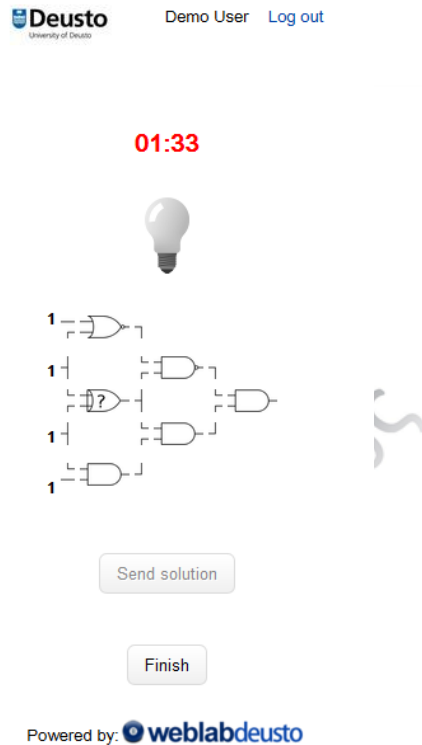 Deusto
University of Deusto
Demo User Log out
01:33
1
1
?
1
1
Send solution
Finish
Powered by: weblabdeusto